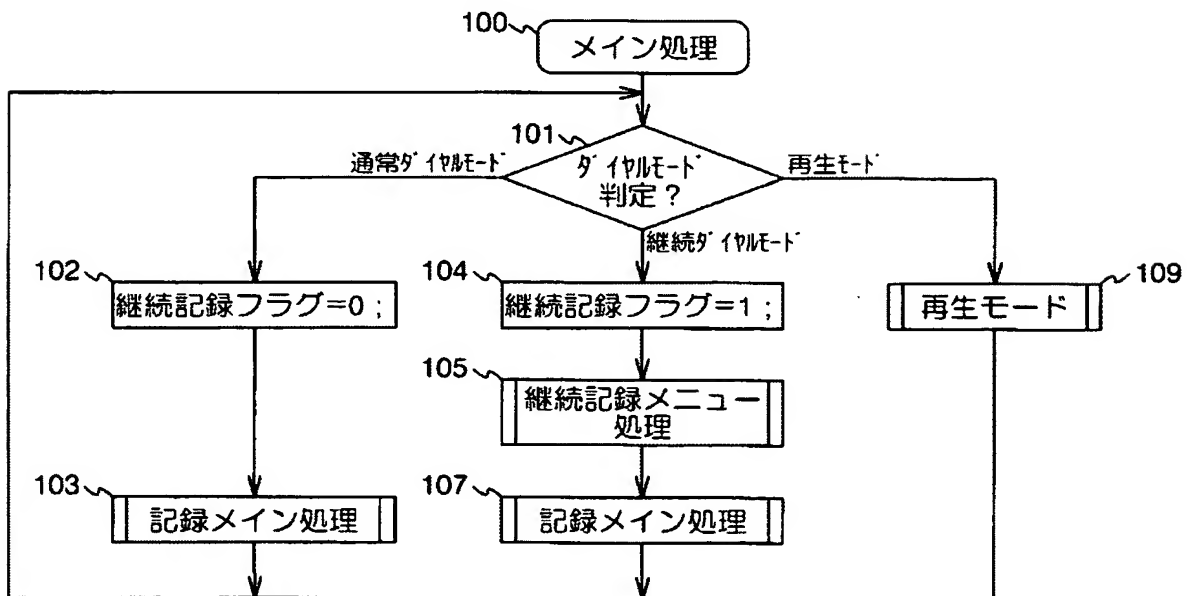 100
メイン処理
101
通常ダイヤルモード
ダイヤルモード
判定？
再生モード
継続ダイヤルモード
102
継続記録フラグ=0 ;
104
継続記録フラグ=1 ;
109
再生モード
105
継続記録メニュー
処理
103
記録メイン処理
107
記録メイン処理